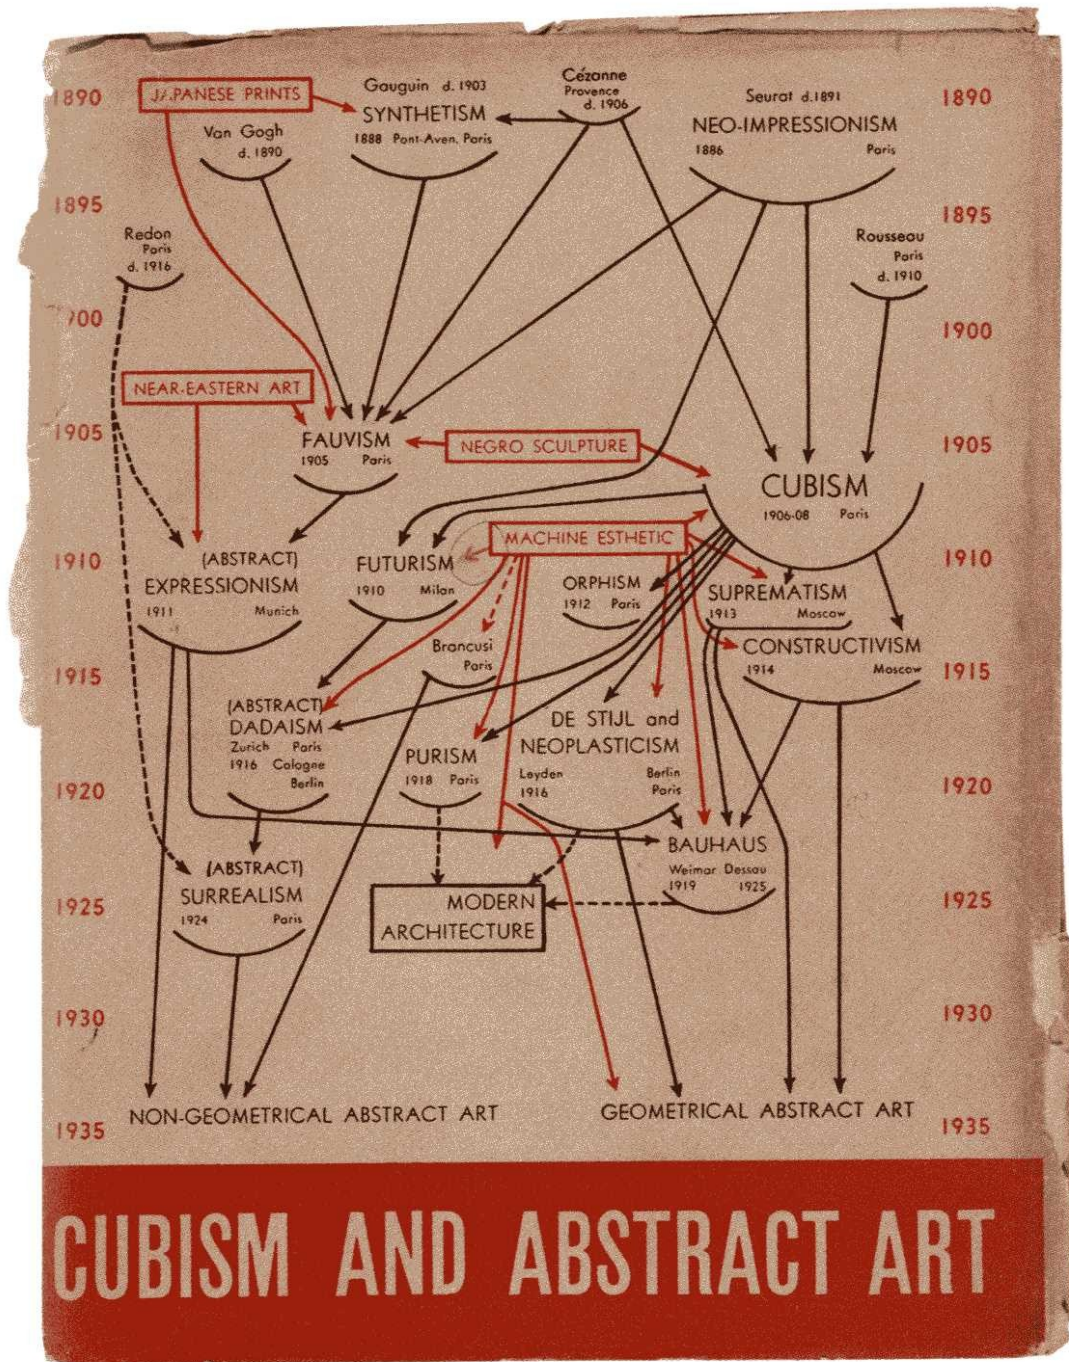 1890
JAPANESE PRINTS
Gauguin d. 1903
SYNTHETISM
1888 Pont-Aven, Paris
Cézanne
Provence
d. 1906
Seurat d.1891
NEO-IMPRESSIONISM
1886 Paris
1890
Van Gogh
d. 1890
1895
1895
Redon
Paris
d. 1916
Rousseau
Paris
d. 1910
1900
1900
NEAR-EASTERN ART
1905
FAUVISM
1905 Paris
NEGRO SCULPTURE
1905
CUBISM
1906-08 Paris
1910
(ABSTRACT)
EXPRESSIONISM
1911 Munich
FUTURISM
1910 Milan
MACHINE ESTHETIC
ORPHISM
1912 Paris
SUPREMATISM
1913 Moscow
1910
Brancusi
Paris
CONSTRUCTIVISM
1914 Moscow
1915
1915
(ABSTRACT)
DADAISM
Zurich Paris
1916 Cologne
Berlin
PURISM
1918 Paris
DE STIJL and
NEOPLASTICISM
Leyden Berlin
1916 Paris
1920
1920
BAUHAUS
Weimar Dessau
1919 1925
(ABSTRACT)
SURREALISM
1924 Paris
1925
MODERN
ARCHITECTURE
1925
1930
1930
NON-GEOMETRICAL ABSTRACT ART
GEOMETRICAL ABSTRACT ART
1935
1935
CUBISM AND ABSTRACT ART